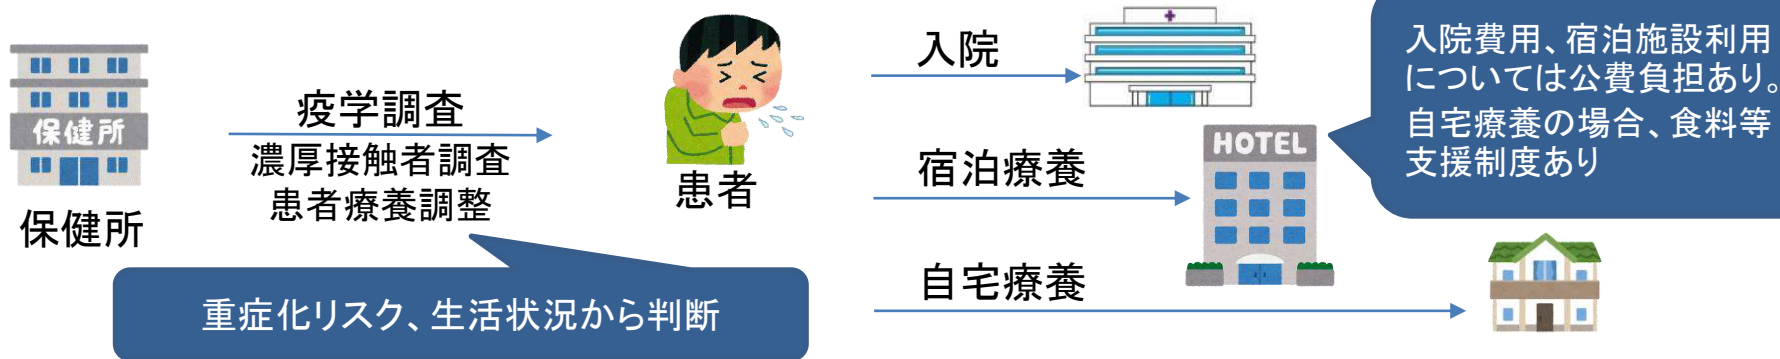 保健所
保健所
疫学調査
濃厚接触者調査
患者療養調整
重症化リスク、生活状況から判断
患者
入院
宿泊療養
自宅療養
HOTEL
入院費用、宿泊施設利用
については公費負担あり。
自宅療養の場合、食料等
支援制度あり